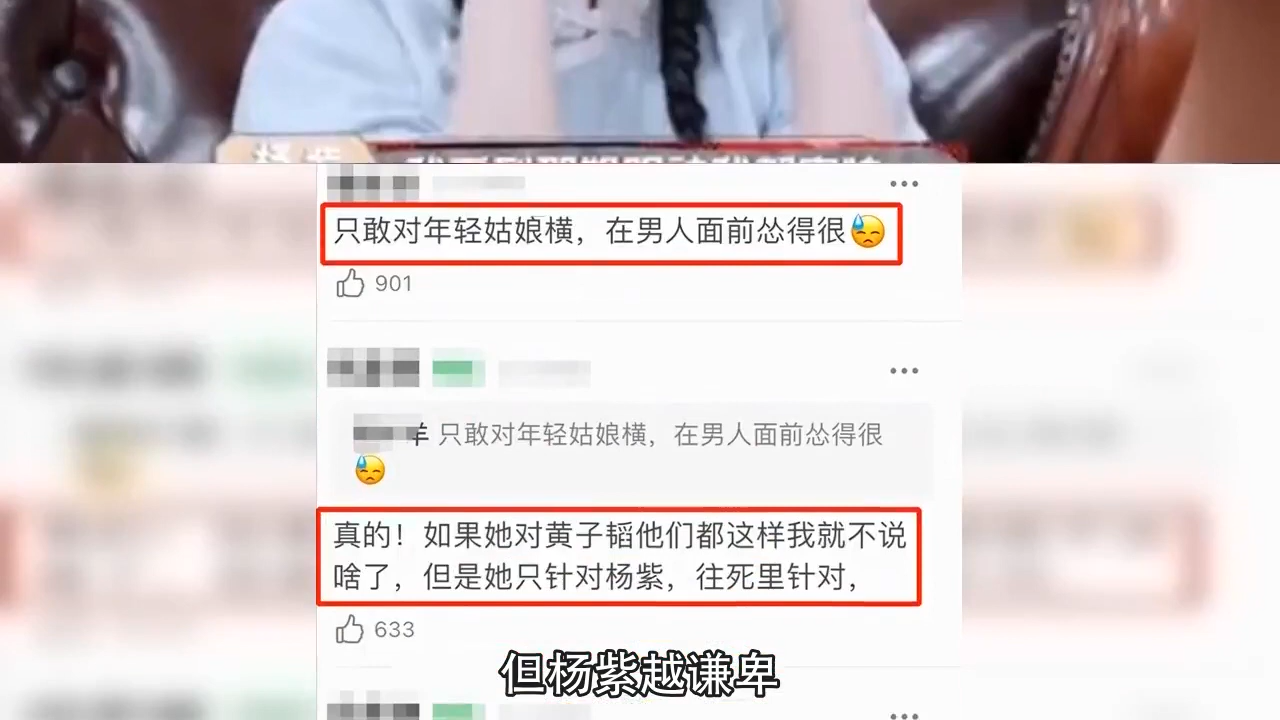 只敢对年轻姑娘横，在男人面前怂得很😓
901
羊 只敢对年轻姑娘横，在男人面前怂得很
😓
真的！如果她对黄子韬他们都这样我就不说
啥了，但是她只针对杨紫，往死里针对，
633
但杨紫越谦卑